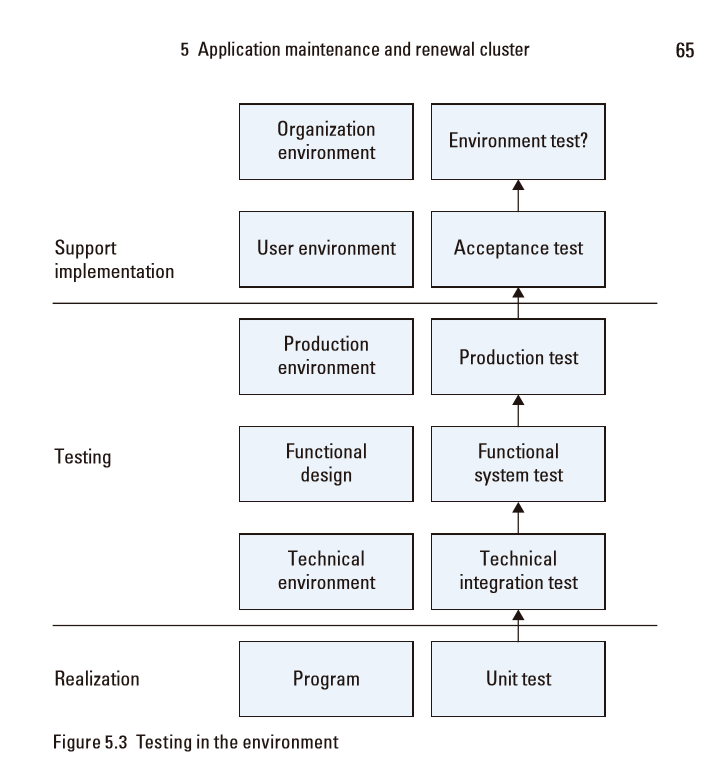 5 Application maintenance and renewal cluster 65
Organization
environment
Environment test?
Support
implementation
User environment
Acceptance test
Production
environment
Production test
Testing
Functional
design
Functional
system test
Technical
environment
Technical
integration test
Realization
Program
Unit test
Figure 5.3 Testing in the environment